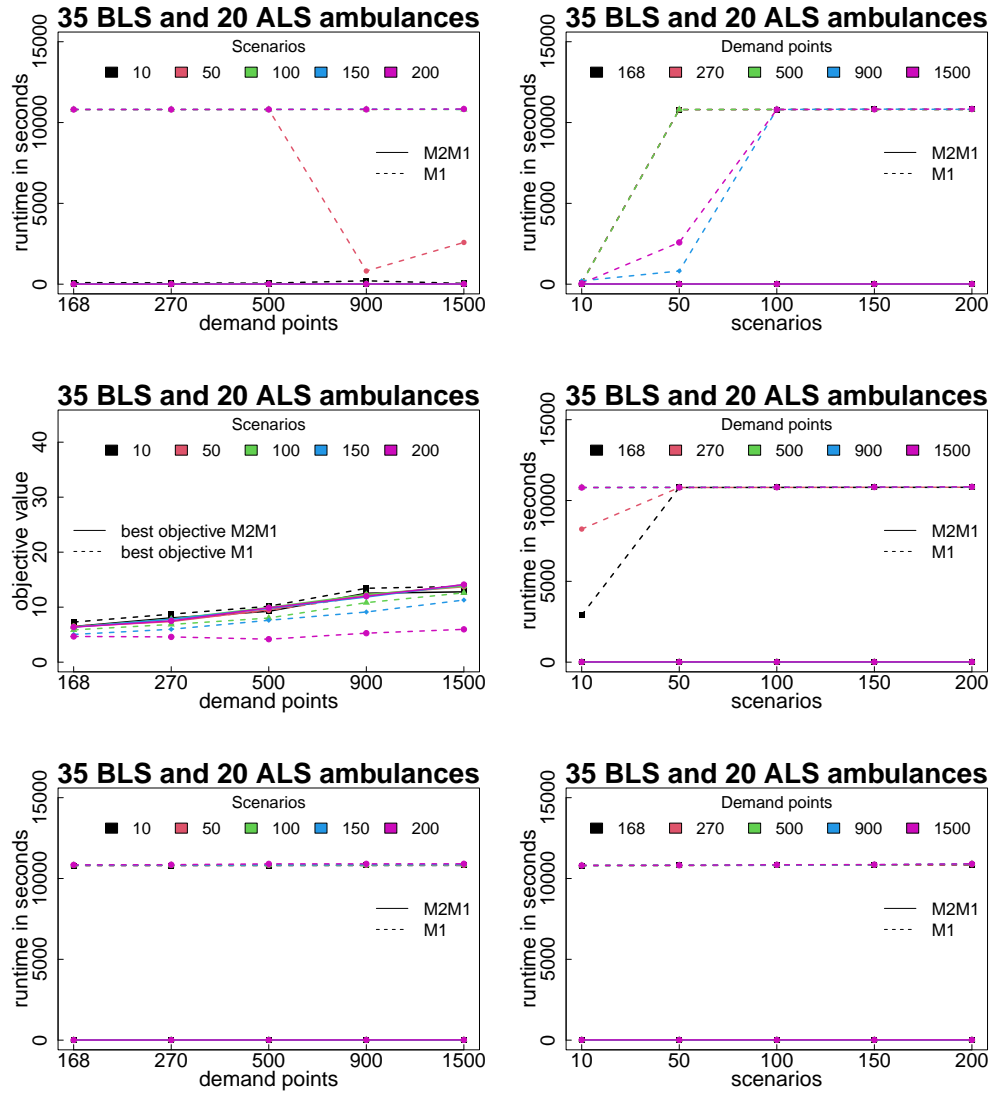 35 BLS and 20 ALS ambulances
Scenarios
10 50 100 150 200
M2M1
M1
runtime in seconds
0 5000 10000 15000
168 270 500 900 1500
demand points
35 BLS and 20 ALS ambulances
Demand points
168 270 500 900 1500
M2M1
M1
runtime in seconds
0 5000 10000 15000
10 50 100 150 200
scenarios
35 BLS and 20 ALS ambulances
Scenarios
10 50 100 150 200
best objective M2M1
best objective M1
objective value
0 10 20 30 40
168 270 500 900 1500
demand points
35 BLS and 20 ALS ambulances
Demand points
168 270 500 900 1500
M2M1
M1
runtime in seconds
0 5000 10000 15000
10 50 100 150 200
scenarios
35 BLS and 20 ALS ambulances
Scenarios
10 50 100 150 200
M2M1
M1
runtime in seconds
0 5000 10000 15000
168 270 500 900 1500
demand points
35 BLS and 20 ALS ambulances
Demand points
168 270 500 900 1500
M2M1
M1
runtime in seconds
0 5000 10000 15000
10 50 100 150 200
scenarios